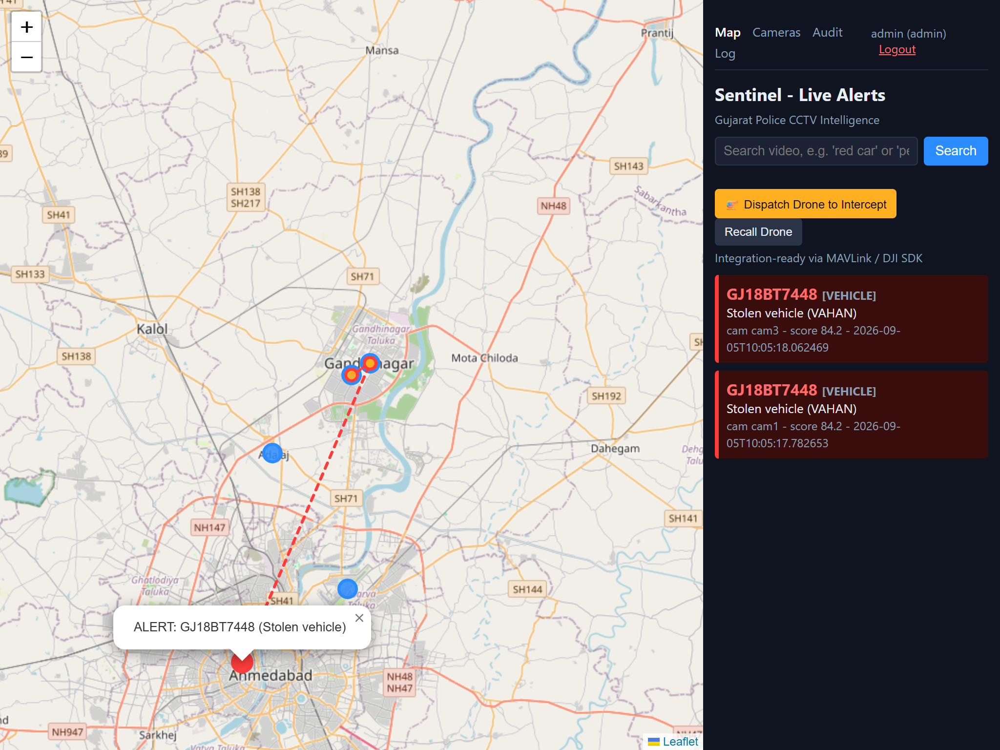 +
−
H 41
Prantij
Mansa
89
SH143
SH138
SH217
Sabarkantha
NH48
SH41
SH133
SH71
Kalol
Gandhinagar
Taluka
SH138
Mota Chiloda
SH192
Dahegam
SH71
SH141
NH147
Ghatlodiya
Taluka
SH144
SH41
Taluka
ALERT: GJ18BT7448 (Stolen vehicle)
×
Ahmedabad
NH48
NH47
NH947
Sarkhej
Vatva Taluka
Leaflet
Map Cameras Audit
Log
admin (admin)
Logout
Sentinel - Live Alerts
Gujarat Police CCTV Intelligence
Search video, e.g. 'red car' or 'pe
Search
Dispatch Drone to Intercept
Recall Drone
Integration-ready via MAVLink / DJI SDK
GJ18BT7448 [VEHICLE]
Stolen vehicle (VAHAN)
cam cam3 - score 84.2 - 2026-09-
05T10:05:18.062469
GJ18BT7448 [VEHICLE]
Stolen vehicle (VAHAN)
cam cam1 - score 84.2 - 2026-09-
05T10:05:17.782653